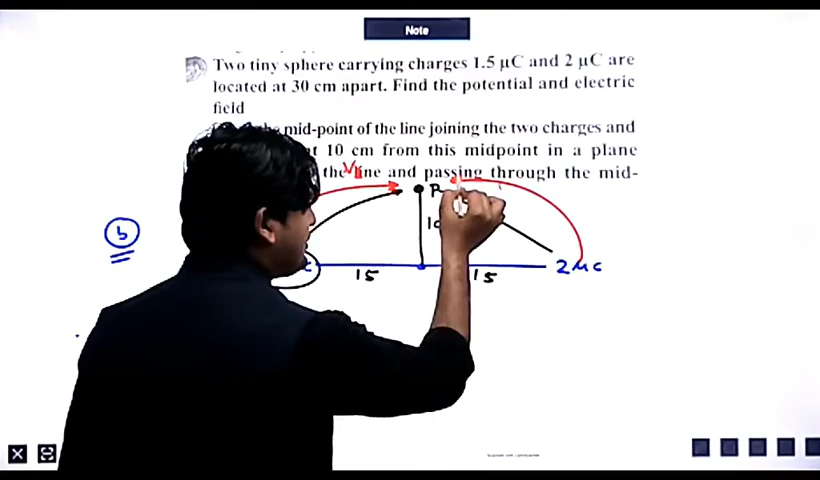 Note
Two tiny sphere carrying charges 1.5 μC and 2 μC are
located at 30 cm apart. Find the potential and electric
field
mid-point of the line joining the two charges and
at 10 cm from this midpoint in a plane
the line and passing through the mid-
P
b
15
15
2μC